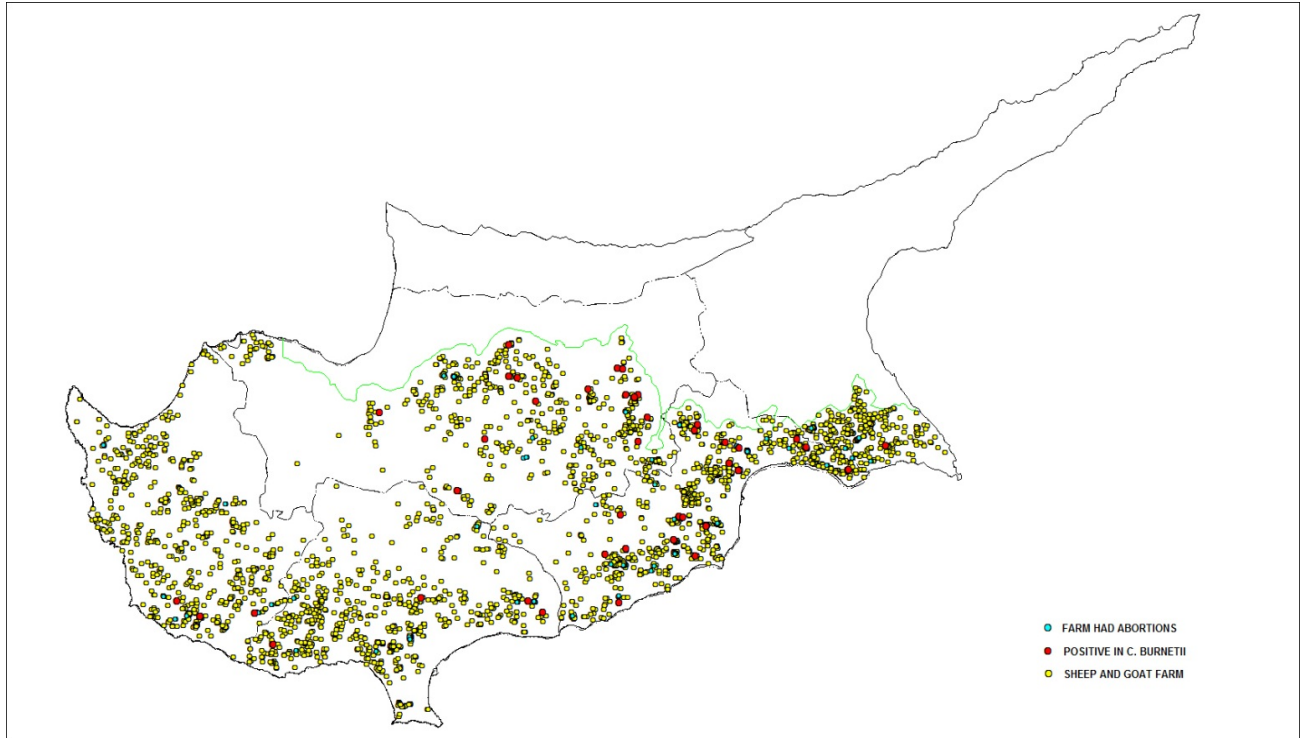 FARM HAD ABORTIONS
POSITIVE IN C. BURNETII
SHEEP AND GOAT FARM